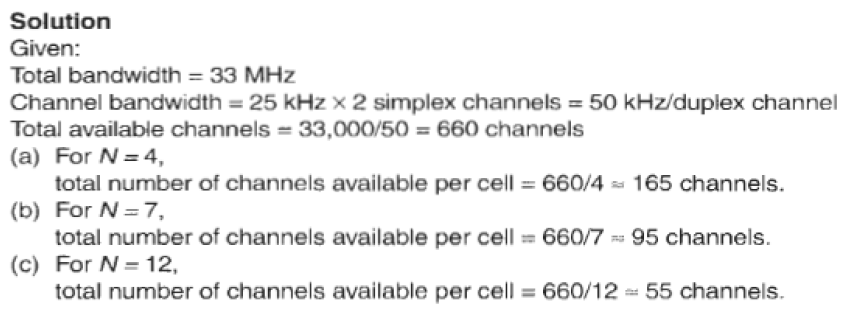 Solution
Given:
Total bandwidth = 33 MHz
Channel bandwidth = 25 kHz × 2 simplex channels = 50 kHz/duplex channel
Total available channels = 33,000/50 = 660 channels
(a) For N = 4,
total number of channels available per cell = 660/4 ≈ 165 channels.
(b) For N = 7,
total number of channels available per cell = 660/7 ≈ 95 channels.
(c) For N = 12,
total number of channels available per cell = 660/12 ≈ 55 channels.